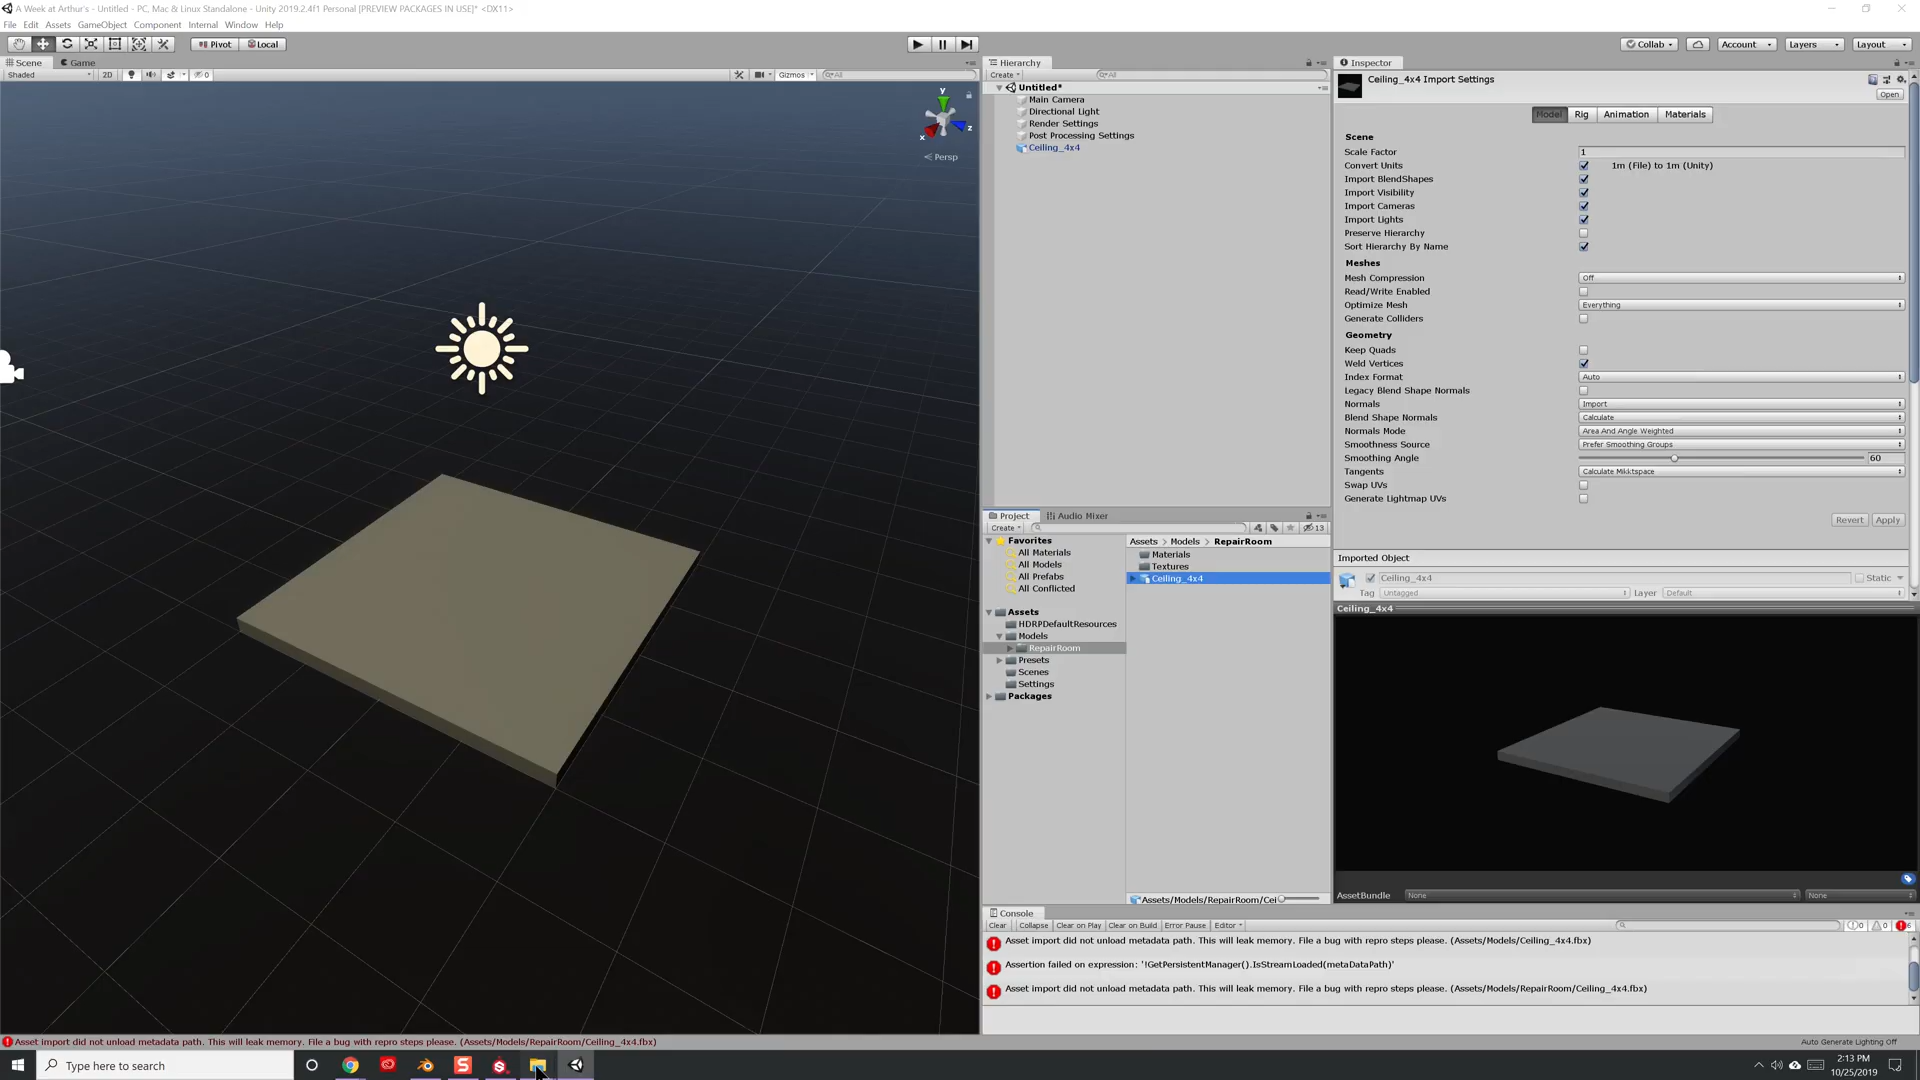 A Week at Arthur's - Untitled - PC, Mac & Linux Standalone - Unity 2019.2.4f1 Personal [PREVIEW PACKAGES IN USE]* <DX11>
File Edit Assets GameObject Component Internal Window Help
Pivot Local Collab Account Layers Layout
Scene Game
Shaded 2D 0 Gizmos All
y
x
z
Persp
Hierarchy
Create All
Untitled*
Main Camera
Directional Light
Render Settings
Post Processing Settings
Ceiling_4x4
Project Audio Mixer
Create 13
Favorites
All Materials
All Models
All Prefabs
All Conflicted
Assets
HDRPDefaultResources
Models
RepairRoom
Presets
Scenes
Settings
Packages
Assets Models RepairRoom
Materials
Textures
Ceiling_4x4
Assets/Models/RepairRoom/Cei
Inspector
Ceiling_4x4 Import Settings
Open
Model Rig Animation Materials
Scene
Scale Factor 1
Convert Units 1m (File) to 1m (Unity)
Import BlendShapes
Import Visibility
Import Cameras
Import Lights
Preserve Hierarchy
Sort Hierarchy By Name
Meshes
Mesh Compression Off
Read/Write Enabled
Optimize Mesh Everything
Generate Colliders
Geometry
Keep Quads
Weld Vertices
Index Format Auto
Legacy Blend Shape Normals
Normals Import
Blend Shape Normals Calculate
Normals Mode Area And Angle Weighted
Smoothness Source Prefer Smoothing Groups
Smoothing Angle 60
Tangents Calculate Mikktspace
Swap UVs
Generate Lightmap UVs
Revert Apply
Imported Object
Ceiling_4x4 Static
Tag Untagged Layer Default
Ceiling_4x4
AssetBundle None None
Console
Clear Collapse Clear on Play Clear on Build Error Pause Editor 0 0 6
Asset import did not unload metadata path. This will leak memory. File a bug with repro steps please. (Assets/Models/Ceiling_4x4.fbx)
Assertion failed on expression: '!GetPersistentManager().IsStreamLoaded(metaDataPath)'
Asset import did not unload metadata path. This will leak memory. File a bug with repro steps please. (Assets/Models/RepairRoom/Ceiling_4x4.fbx)
Asset import did not unload metadata path. This will leak memory. File a bug with repro steps please. (Assets/Models/RepairRoom/Ceiling_4x4.fbx)
Auto Generate Lighting Off
Type here to search
2:13 PM
10/25/2019